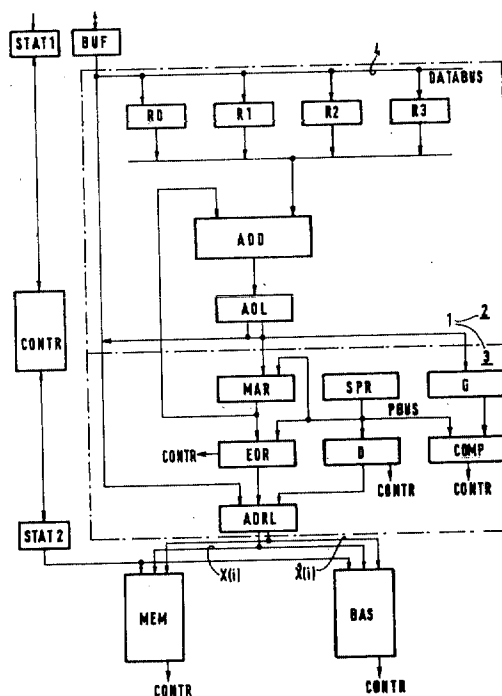 STAT1
BUF
4
DATABUS
R0
R1
R2
R3
ADD
AOL
1
2
3
CONTR
MAR
SPR
G
PBUS
CONTR
EOR
D
COMP
CONTR
CONTR
ADRL
STAT2
X(i)
X̂(i)
MEM
BAS
CONTR
CONTR